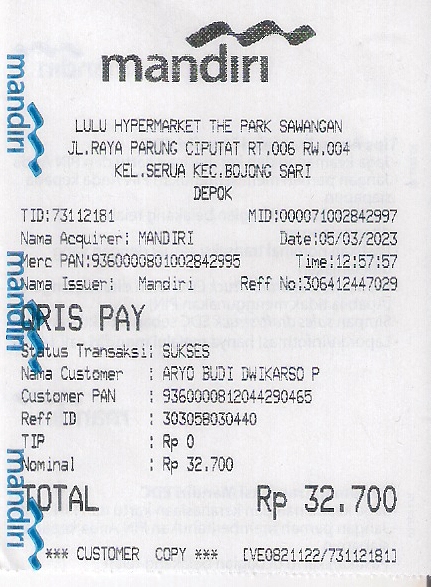 mandiri
LULU HYPERMARKET THE PARK SAWANGAN
JL.RAYA PARUNG CIPUTAT RT.006 RW.004
KEL.SERUA KEC.BOJONG SARI
DEPOK
TID:73112181 MID:000071002842997
Nama Acquirer: MANDIRI Date:05/03/2023
Merc PAN:9360000801002842995 Time:12:57:57
Nama Issuer: Mandiri Reff No:306412447029
QRIS PAY
Status Transaksi: SUKSES
Nama Customer : ARYO BUDI DWIKARSO P
Customer PAN : 9360000812044290465
Reff ID : 303058030440
TIP : Rp 0
Nominal : Rp 32.700
TOTAL Rp 32.700
*** CUSTOMER COPY *** [VE0821122/73112181]
mandiri
mandiri
mandiri